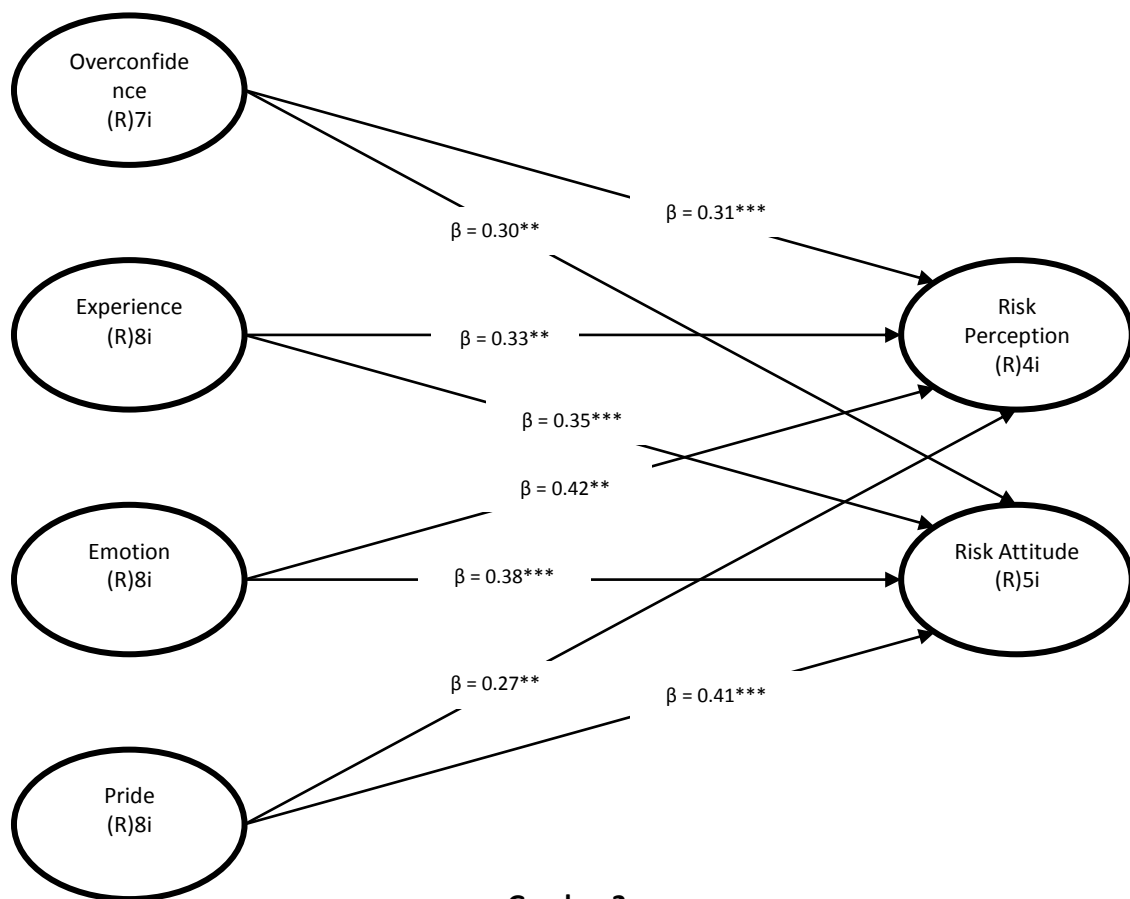 Overconfide
nce
(R)7i
β = 0.31***
β = 0.30**
Experience
(R)8i
β = 0.33**
Risk
Perception
(R)4i
β = 0.35***
β = 0.42**
Emotion
(R)8i
β = 0.38***
Risk Attitude
(R)5i
β = 0.27**
β = 0.41***
Pride
(R)8i